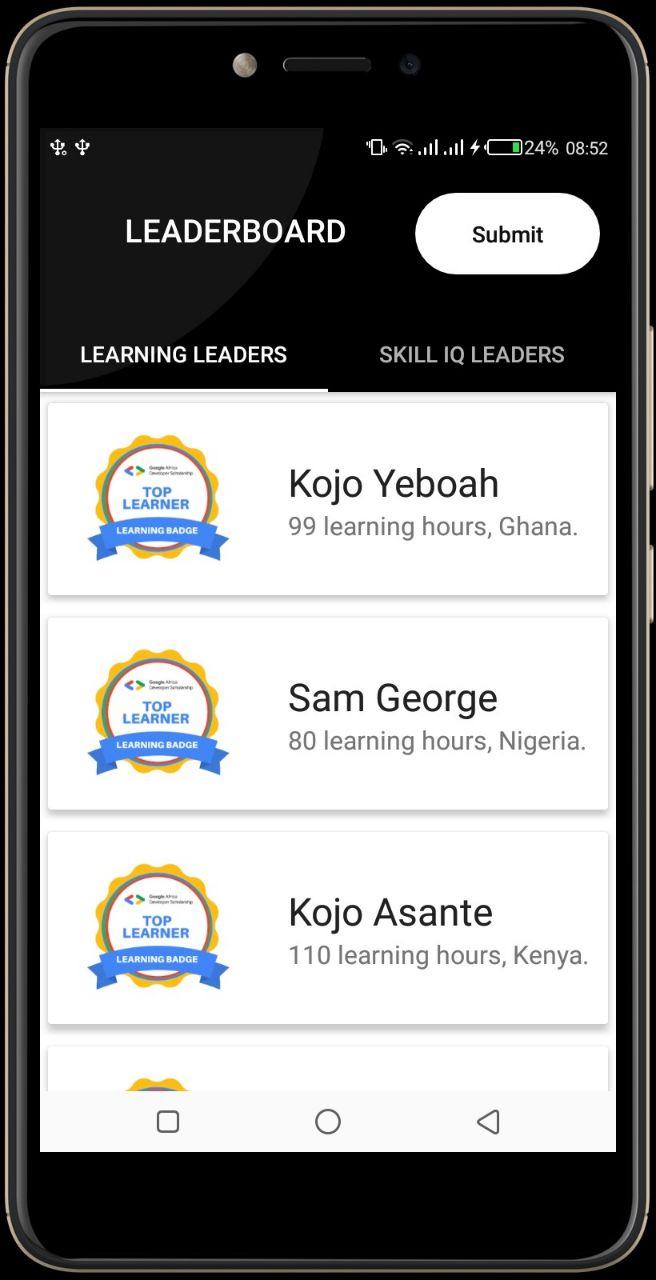 24% 08:52
LEADERBOARD
Submit
LEARNING LEADERS
SKILL IQ LEADERS
Google Africa
Developer Scholarship
TOP
LEARNER
LEARNING BADGE
Kojo Yeboah
99 learning hours, Ghana.
Google Africa
Developer Scholarship
TOP
LEARNER
LEARNING BADGE
Sam George
80 learning hours, Nigeria.
Google Africa
Developer Scholarship
TOP
LEARNER
LEARNING BADGE
Kojo Asante
110 learning hours, Kenya.